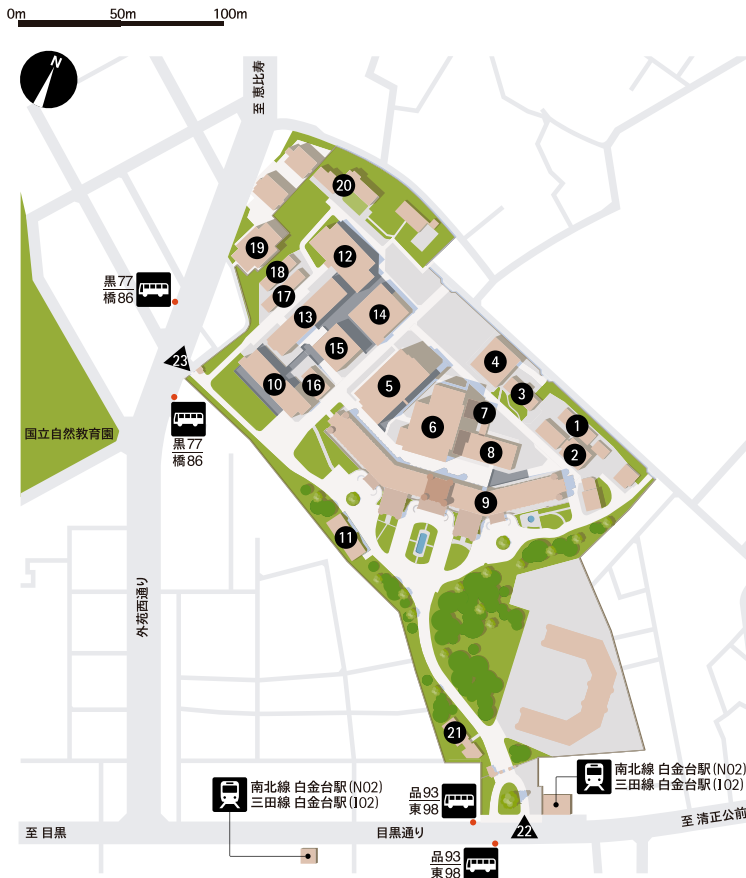 0m 50m 100m
N
至 恵比寿
20
19
12
18
17
黒77
橋86
13
14
15
23
4
10
16
5
3
7
1
6
8
2
国立自然教育園
黒77
橋86
9
11
外苑西通り
21
南北線 白金台駅(N02)
三田線 白金台駅(I02)
南北線 白金台駅(N02)
三田線 白金台駅(I02)
品93
東98
至 目黒
目黒通り
22
至 清正公前
品93
東98